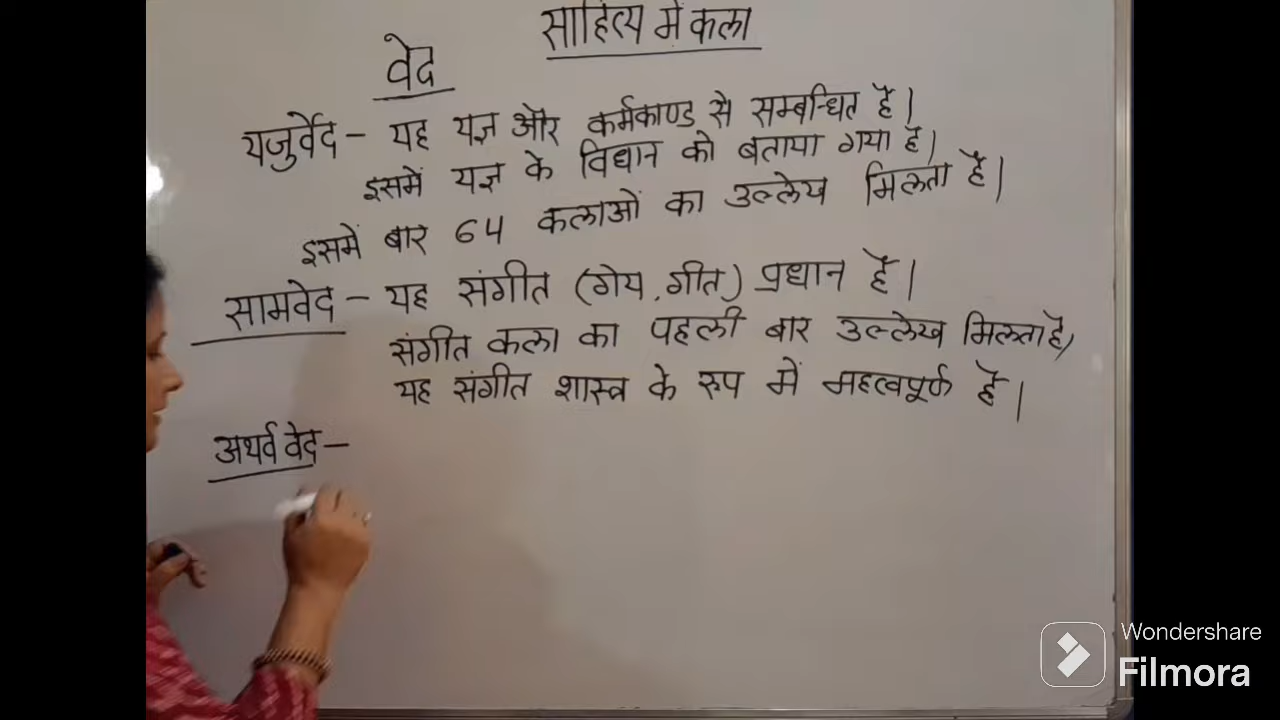 साहित्य में कला
वेद
यजुर्वेद – यह यज्ञ और कर्मकाण्ड से सम्बन्धित है।
इसमें यज्ञ के विधान को बताया गया है।
इसमें बार 64 कलाओं का उल्लेख मिलता है।
सामवेद – यह संगीत (गेय, गीत) प्रधान है।
संगीत कला का पहली बार उल्लेख मिलता है,
यह संगीत शास्त्र के रुप में महत्वपूर्क है।
अथर्व वेद –
Wondershare
Filmora